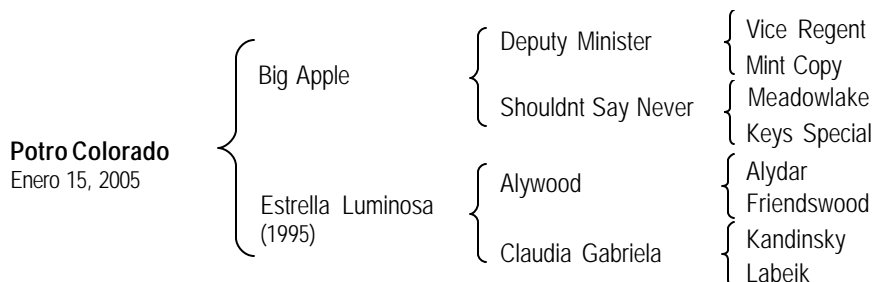 Potro Colorado
Enero 15, 2005
Big Apple
Estrella Luminosa
(1995)
Deputy Minister
Shouldnt Say Never
Alywood
Claudia Gabriela
Vice Regent
Mint Copy
Meadowlake
Keys Special
Alydar
Friendswood
Kandinsky
Labeik